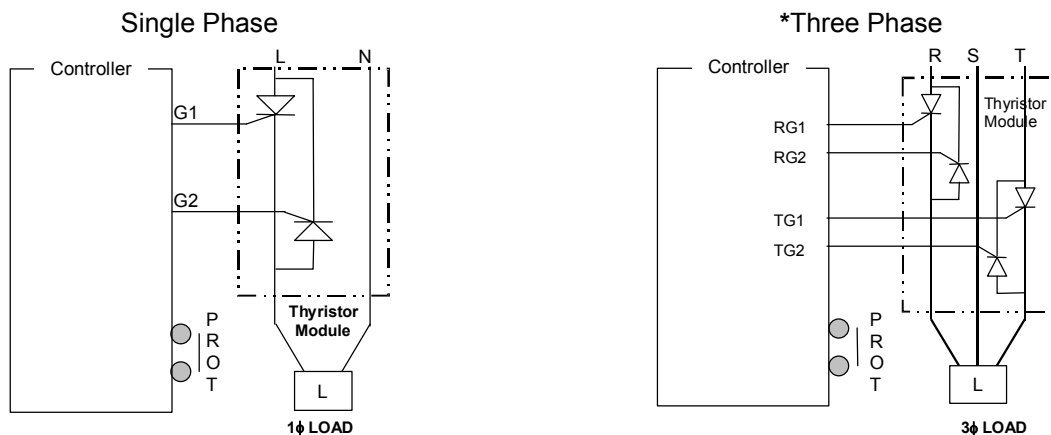 Single Phase
L N
Controller
G1
G2
Thyristor
Module
P
R
O
T
L
1ϕ LOAD
*Three Phase
R S T
Controller
Thyristor
Module
RG1
RG2
TG1
TG2
P
R
O
T
L
3ϕ LOAD